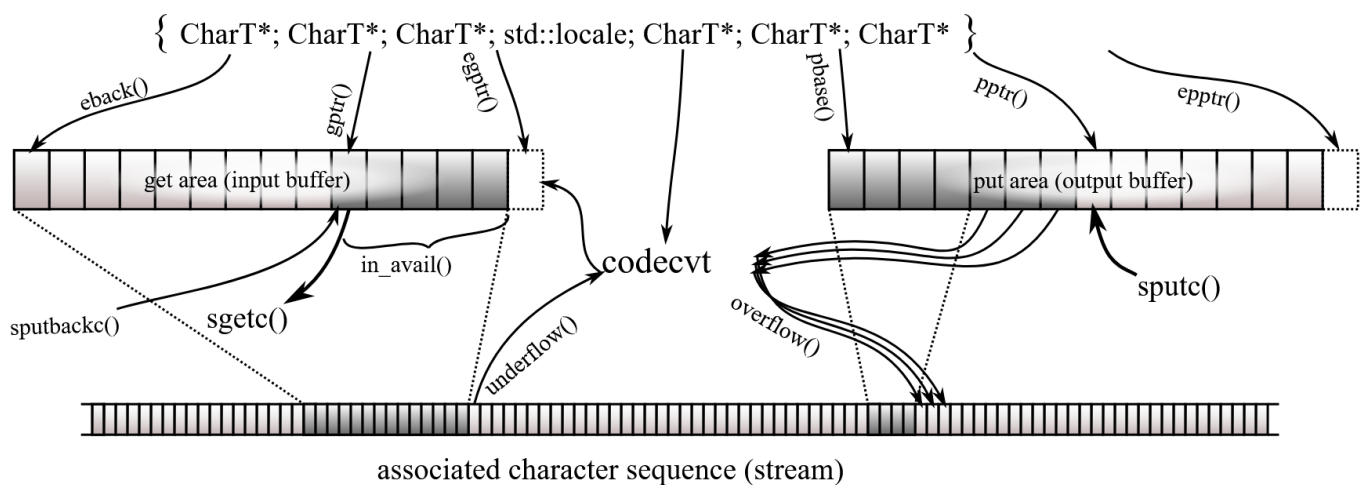 { CharT*; CharT*; CharT*; std::locale; CharT*; CharT*; CharT* }
eback()
gptr()
egptr()
pbase()
pptr()
epptr()
get area (input buffer)
put area (output buffer)
in_avail()
codecvt
sputbackc()
sgetc()
underflow()
overflow()
sputc()
associated character sequence (stream)